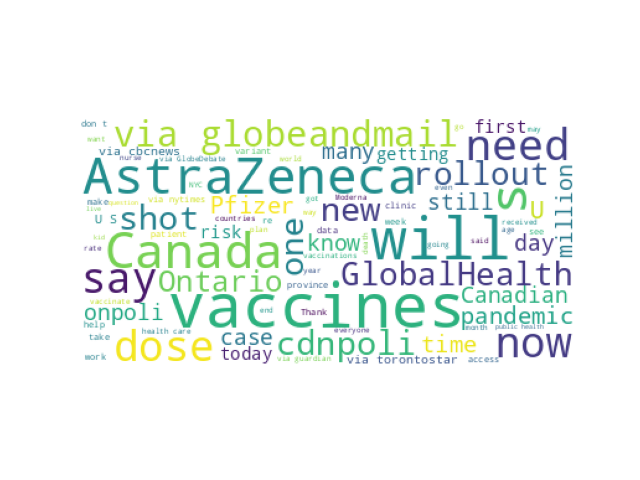 don t
via globeandmail
first
gu
may
want
via cbcnews
variant
many
getting
need
nurse
via GlobeDebate
world
AstraZeneca
rollout
million
NYC
even
make
question
via nytimes
Pfizer
got
Moderna
clinic
still
s
live
U S
shot
countries
way
new
week
U
received
age
see
kid
patient
risk
plan
one
know
data
death
will
going
said
day
rate
Canada
vaccinations
say
Ontario
year
province
GlobalHealth
vaccinate
vaccines
Canadian
onpoli
end
Thank
pandemic
help
health care
everyone
month
public health
take
dose
case
cdnpoli
time
now
work
today
via guardian
via torontostar
access
re